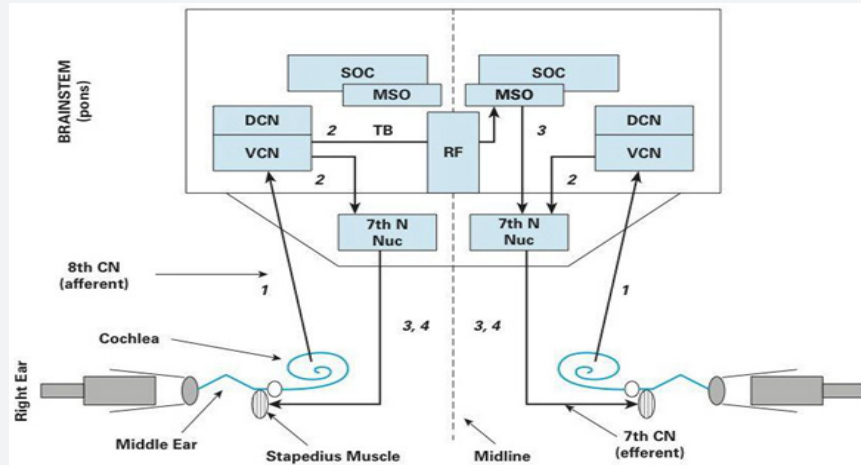 BRAINSTEM
(pons)
SOC
MSO
SOC
MSO
DCN
VCN
2
TB
2
RF
3
DCN
VCN
2
7th N
Nuc
7th N
Nuc
8th CN
(afferent)
1
1
3, 4
3, 4
Cochlea
Right Ear
Middle Ear
Stapedius Muscle
Midline
7th CN
(efferent)